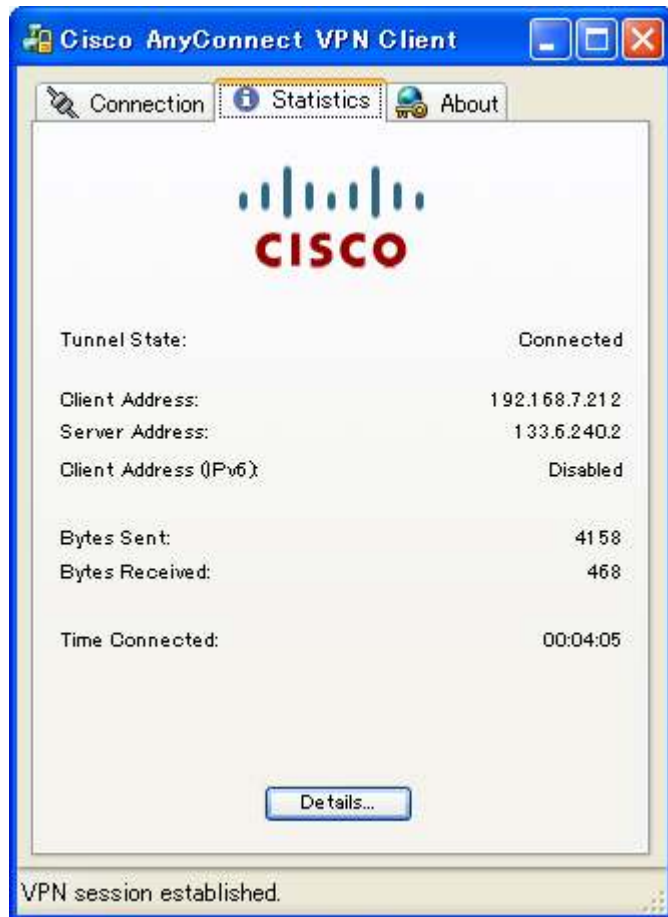 Cisco AnyConnect VPN Client
Connection Statistics About
CISCO
Tunnel State: Connected
Client Address: 192.168.7.212
Server Address: 133.6.240.2
Client Address (IPv6): Disabled
Bytes Sent: 4158
Bytes Received: 468
Time Connected: 00:04:05
Details...
VPN session established.